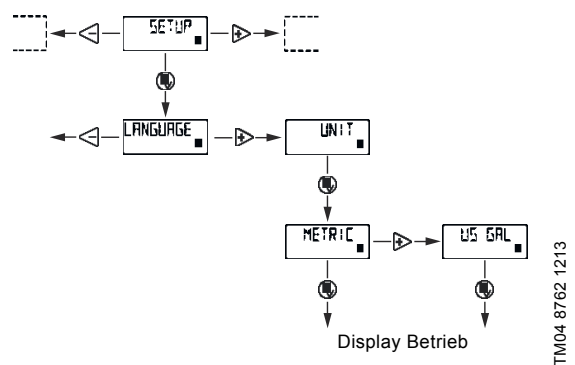 SETUP
LANGUAGE
UNIT
METRIC
US GAL
Display Betrieb
TM04 8762 1213